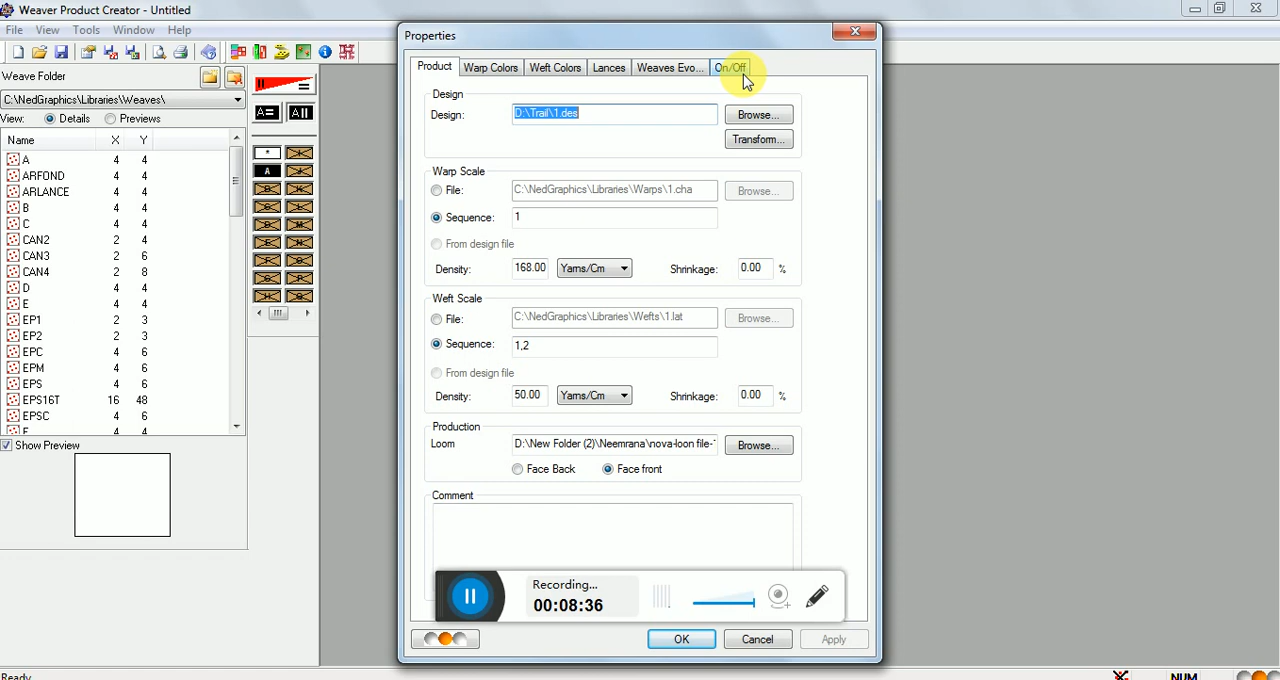 Weaver Product Creator - Untitled
File View Tools Window Help
Weave Folder
C:\NedGraphics\Libraries\Weaves\
View: Details Previews
Name X Y
A 4 4
ARFOND 4 4
ARLANCE 4 4
B 4 4
C 4 4
CAN2 2 4
CAN3 2 6
CAN4 2 8
D 4 4
E 4 4
EP1 2 3
EP2 2 3
EPC 4 6
EPM 4 6
EPS 4 6
EPS16T 16 48
EPSC 4 6
F 4 4
Show Preview
A
Properties
Product Warp Colors Weft Colors Lances Weaves Evo... On/Off
Design
Design: D:\Trail\1.des Browse...
Transform...
Warp Scale
File: C:\NedGraphics\Libraries\Warps\1.cha Browse...
Sequence: 1
From design file
Density: 168.00 Yarns/Cm Shrinkage: 0.00 %
Weft Scale
File: C:\NedGraphics\Libraries\Wefts\1.lat Browse...
Sequence: 1,2
From design file
Density: 50.00 Yarns/Cm Shrinkage: 0.00 %
Production
Loom D:\New Folder (2)\Neemrana\nova-loon file- Browse...
Face Back Face front
Comment
Recording...
00:08:36
OK Cancel Apply
Ready NUM